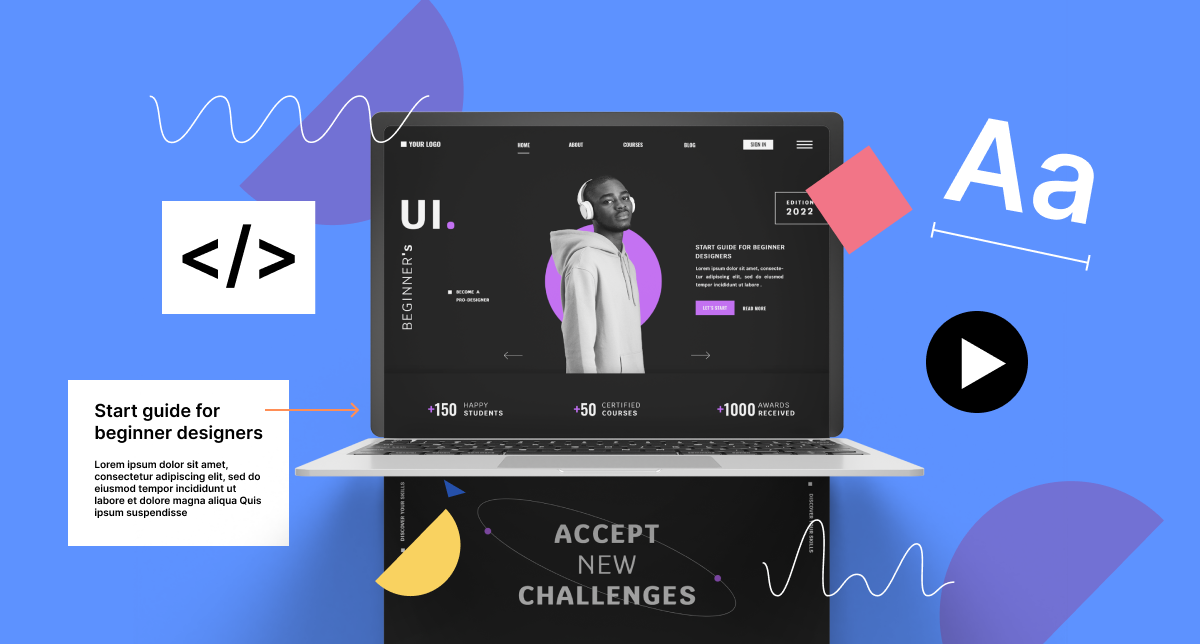 YOUR LOGO
HOME
ABOUT
COURSES
BLOG
SIGN IN
UI.
BEGINNER'S
BECOME A
PRO-DESIGNER
EDITION
2022
START GUIDE FOR BEGINNER
DESIGNERS
Lorem ipsum dolor sit amet, consecte-
tur adipising elit, sed do eiusmod
tempor incididunt ut labore .
LET'S START
READ MORE
+150 HAPPY
STUDENTS
+50 CERTIFIED
COURSES
+1000 AWARDS
RECEIVED
</>
Aa
Start guide for
beginner designers
Lorem ipsum dolor sit amet,
consectetur adipiscing elit, sed do
eiusmod tempor incididunt ut
labore et dolore magna aliqua Quis
ipsum suspendisse
DISCOVER YOUR SKILLS
ACCEPT
NEW
CHALLENGES
DISCOVER YOUR SKILLS